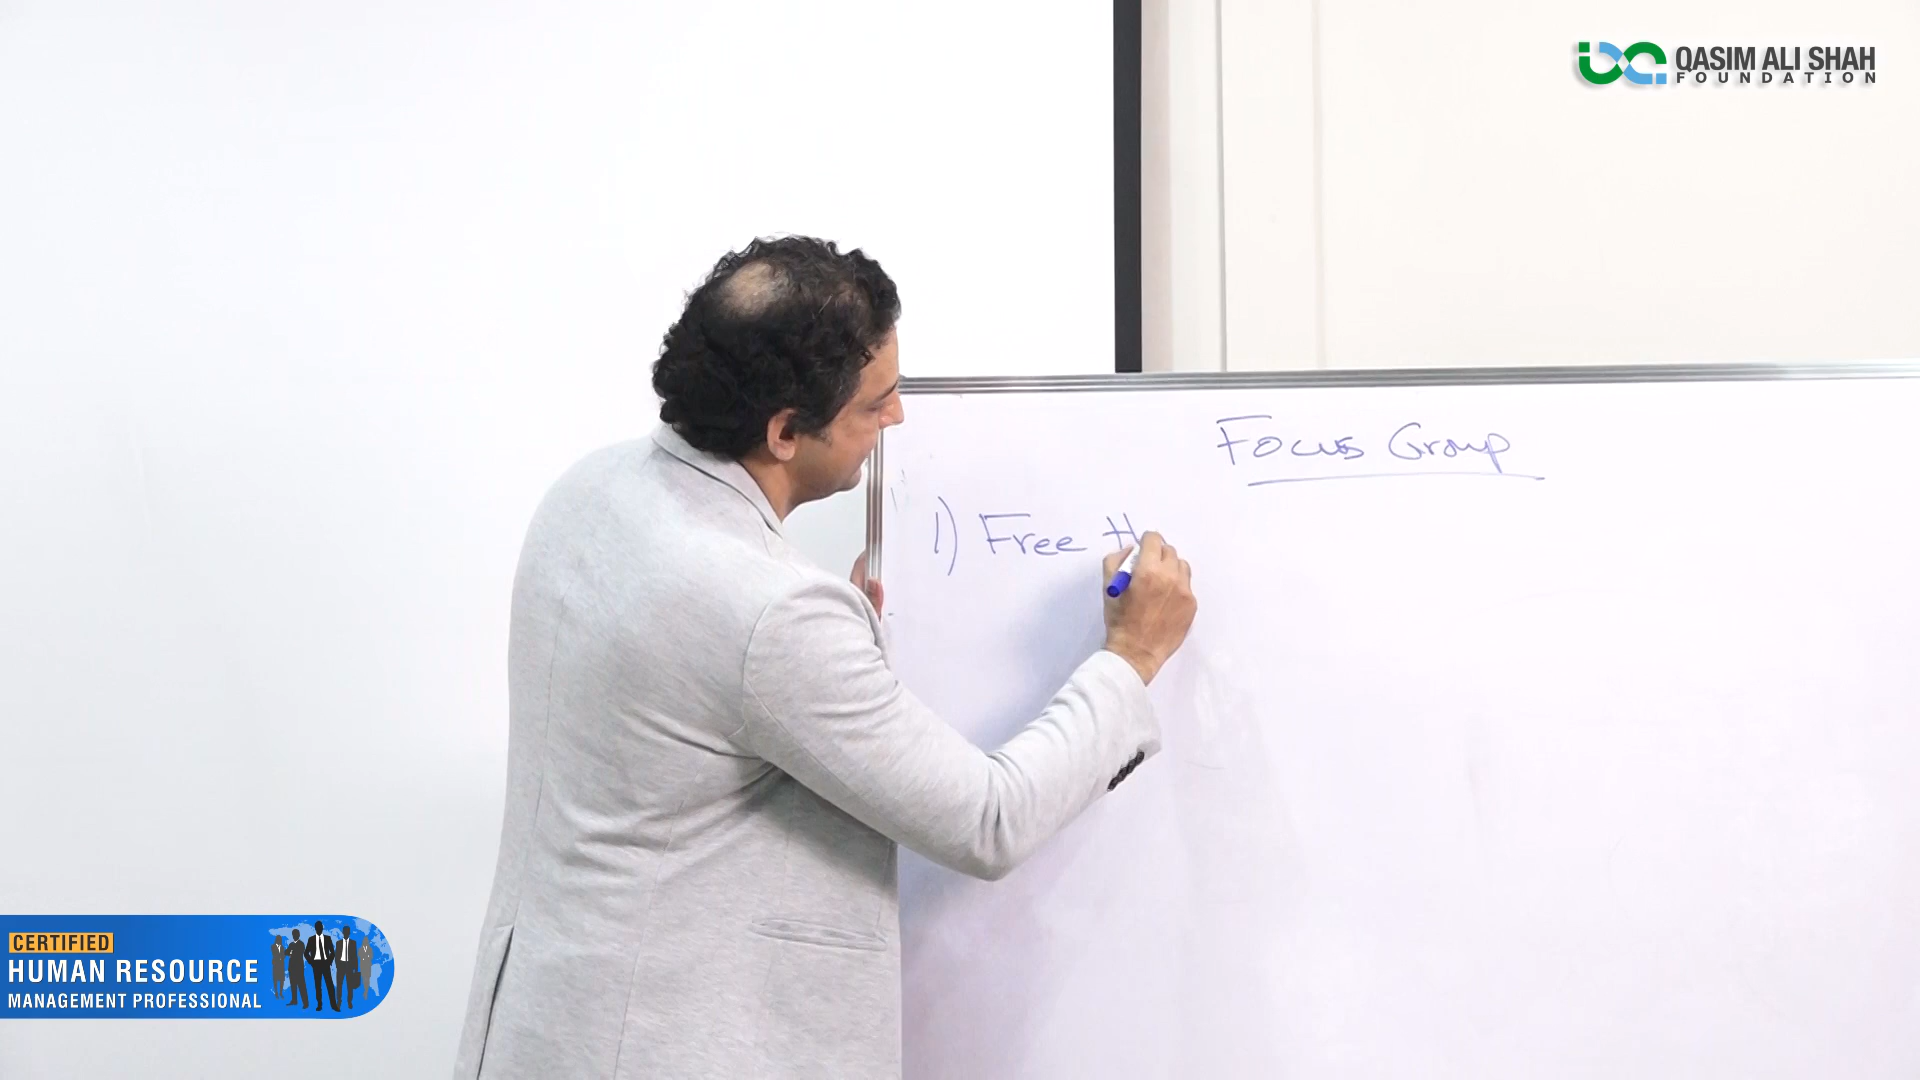 QASIM ALI SHAH
FOUNDATION
Focus Group
1) Free
CERTIFIED
HUMAN RESOURCE
MANAGEMENT PROFESSIONAL